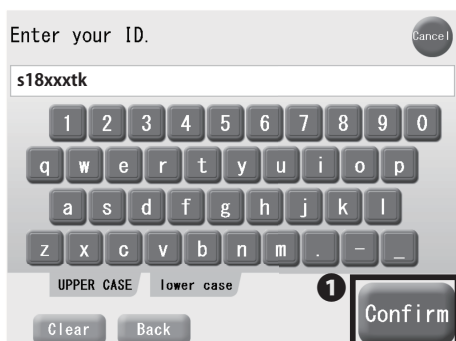 Enter your ID.
Cancel
s18xxxtk
1 2 3 4 5 6 7 8 9 0
q w e r t y u i o p
a s d f g h j k l
z x c v b n m . - _
UPPER CASE lower case
❶
Confirm
Clear Back